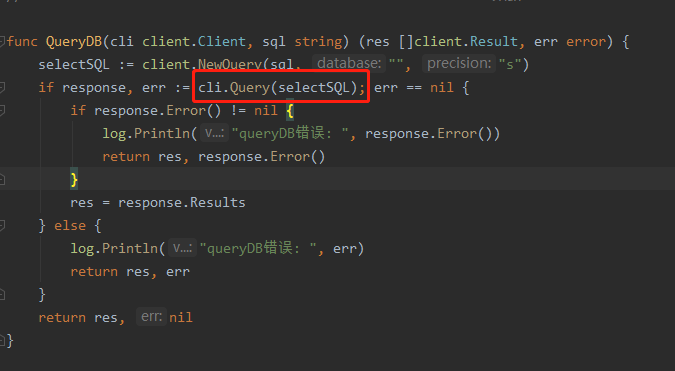 func QueryDB(cli client.Client, sql string) (res []client.Result, err error) {
selectSQL := client.NewQuery(sql, database: "", precision: "s")
if response, err := cli.Query(selectSQL); err == nil {
if response.Error() != nil {
log.Println( v...: "queryDB错误: ", response.Error())
return res, response.Error()
}
res = response.Results
} else {
log.Println( v...: "queryDB错误: ", err)
return res, err
}
return res, err: nil
}